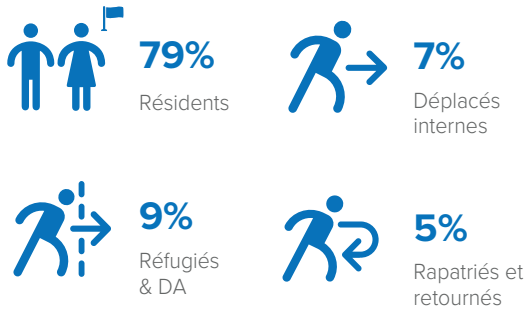 79%
Résidents
7%
Déplacés
internes
9%
Réfugiés
& DA
5%
Rapatriés et
retournés